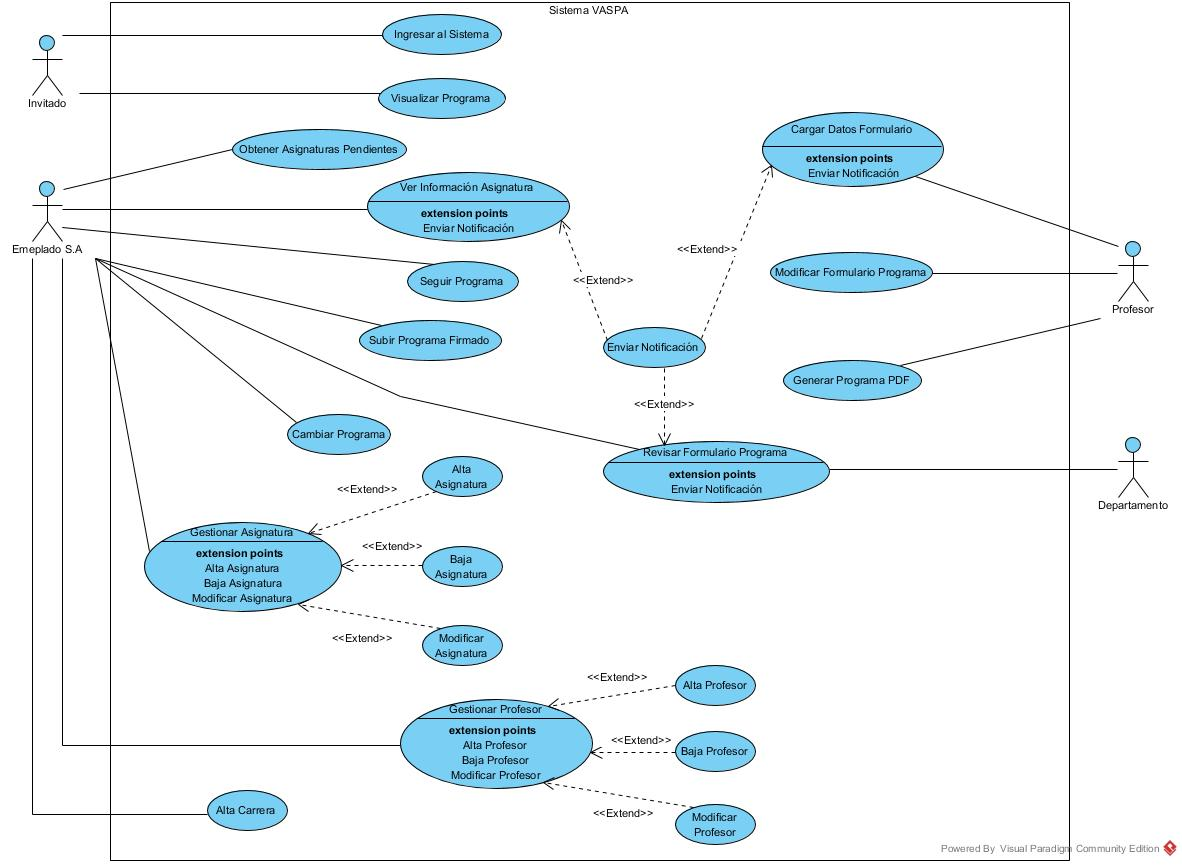 Sistema VASPA
Ingresar al Sistema
Invitado
Visualizar Programa
Cargar Datos Formulario
extension points
Enviar Notificación
Obtener Asignaturas Pendientes
Ver Información Asignatura
extension points
Enviar Notificación
Emeplado S.A
<<Extend>>
<<Extend>>
Seguir Programa
Modificar Formulario Programa
Profesor
Subir Programa Firmado
Enviar Notificación
Generar Programa PDF
<<Extend>>
Cambiar Programa
Revisar Formulario Programa
extension points
Enviar Notificación
Departamento
Alta
Asignatura
<<Extend>>
Gestionar Asignatura
extension points
Alta Asignatura
Baja Asignatura
Modificar Asignatura
<<Extend>>
Baja
Asignatura
<<Extend>>
Modificar
Asignatura
<<Extend>>
Alta Profesor
Gestionar Profesor
extension points
Alta Profesor
Baja Profesor
Modificar Profesor
<<Extend>>
Baja Profesor
<<Extend>>
Modificar
Profesor
Alta Carrera
Powered By Visual Paradigm Community Edition